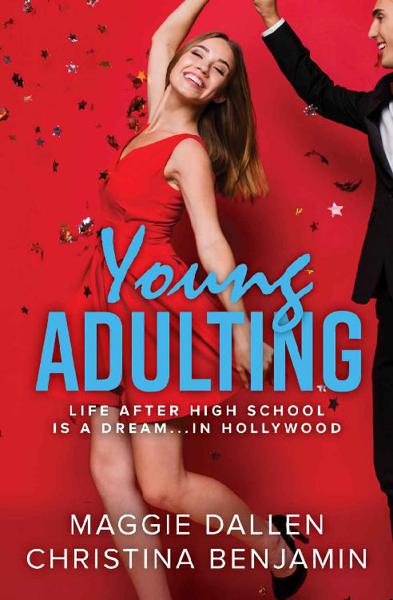 Young
ADULTING
LIFE AFTER HIGH SCHOOL
IS A DREAM...IN HOLLYWOOD
MAGGIE DALLEN
CHRISTINA BENJAMIN